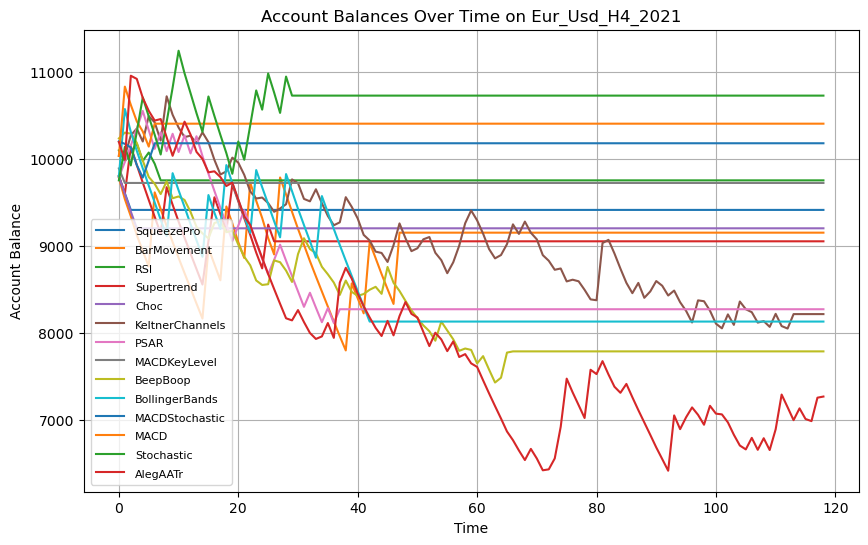 Account Balances Over Time on Eur_Usd_H4_2021
Account Balance
11000
10000
9000
8000
7000
SqueezePro
BarMovement
RSI
Supertrend
Choc
KeltnerChannels
PSAR
MACDKeyLevel
BeepBoop
BollingerBands
MACDStochastic
MACD
Stochastic
AlegAATr
0 20 40 60 80 100 120
Time